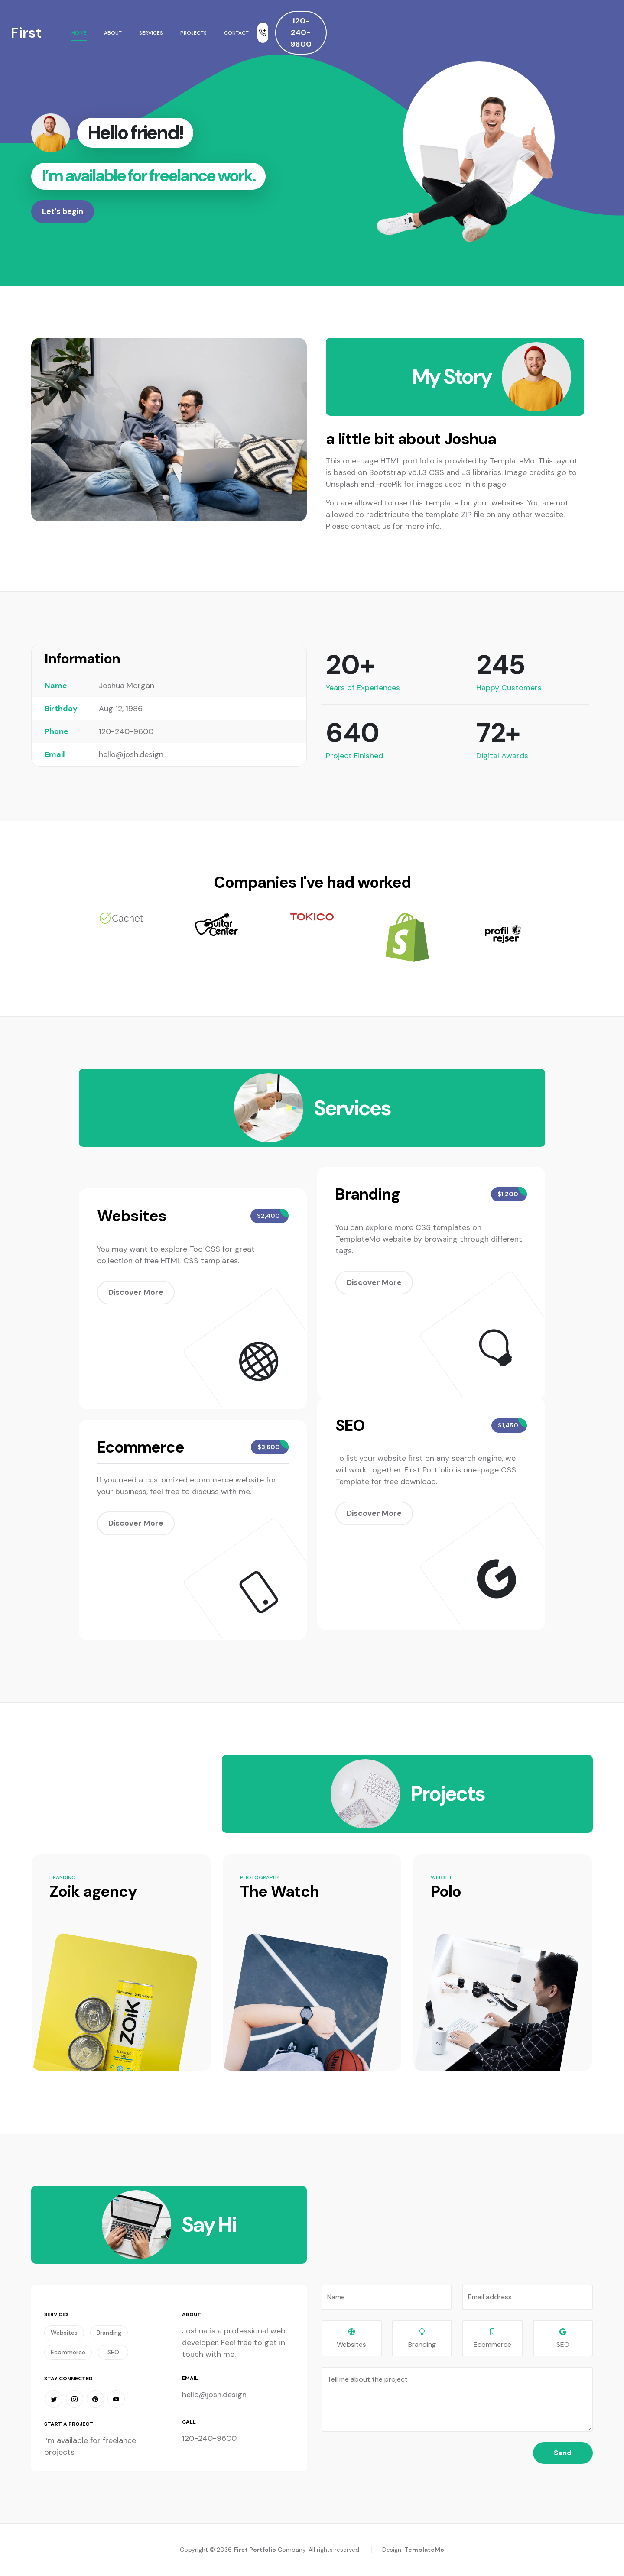 First
HOME
ABOUT
SERVICES
PROJECTS
CONTACT
120-
240-
9600
Hello friend!
I'm available for freelance work.
Let's begin
My Story
a little bit about Joshua
This one-page HTML portfolio is provided by TemplateMo. This layout
is based on Bootstrap v5.1.3 CSS and JS libraries. Image credits go to
Unsplash and FreePik for images used in this page.
You are allowed to use this template for your websites. You are not
allowed to redistribute the template ZIP file on any other website.
Please contact us for more info.
Information
Name Joshua Morgan
Birthday Aug 12, 1986
Phone 120-240-9600
Email hello@josh.design
20+
Years of Experiences
245
Happy Customers
640
Project Finished
72+
Digital Awards
Companies I've had worked
Cachet
Guitar
Center
TOKICO
S
profil
rejser
Services
Websites
$2,400
You may want to explore Too CSS for great
collection of free HTML CSS templates.
Discover More
Branding
$1,200
You can explore more CSS templates on
TemplateMo website by browsing through different
tags.
Discover More
Ecommerce
$3,600
If you need a customized ecommerce website for
your business, feel free to discuss with me.
Discover More
SEO
$1,450
To list your website first on any search engine, we
will work together. First Portfolio is one-page CSS
Template for free download.
Discover More
Projects
BRANDING
Zoik agency
PHOTOGRAPHY
The Watch
WEBSITE
Polo
ZOiK
Say Hi
SERVICES
Websites
Branding
Ecommerce
SEO
STAY CONNECTED
START A PROJECT
I'm available for freelance
projects
ABOUT
Joshua is a professional web
developer. Feel free to get in
touch with me.
EMAIL
hello@josh.design
CALL
120-240-9600
Name
Email address
Websites
Branding
Ecommerce
SEO
Tell me about the project
Send
Copyright © 2036 First Portfolio Company. All rights reserved.
Design: TemplateMo